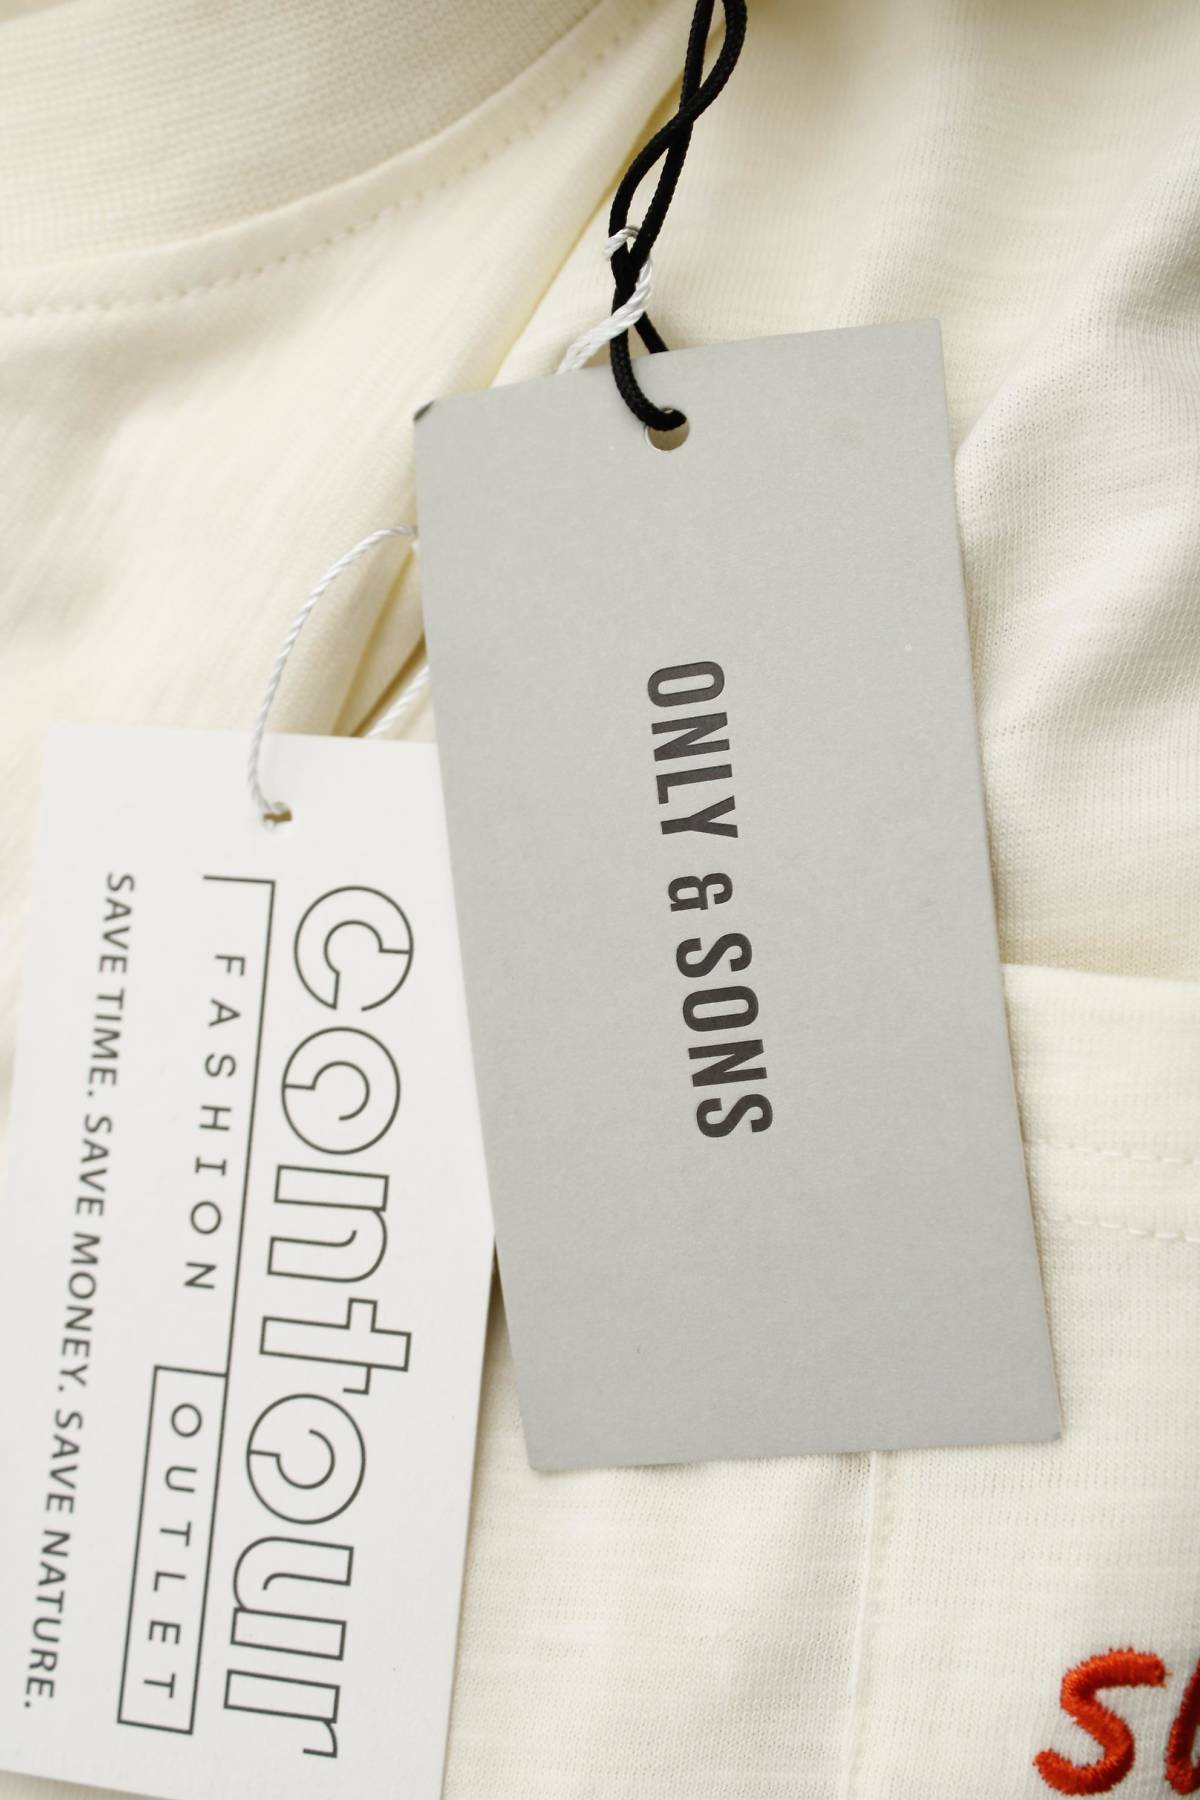 ONLY & SONS
contour
FASHION
OUTLET
SAVE TIME. SAVE MONEY. SAVE NATURE.